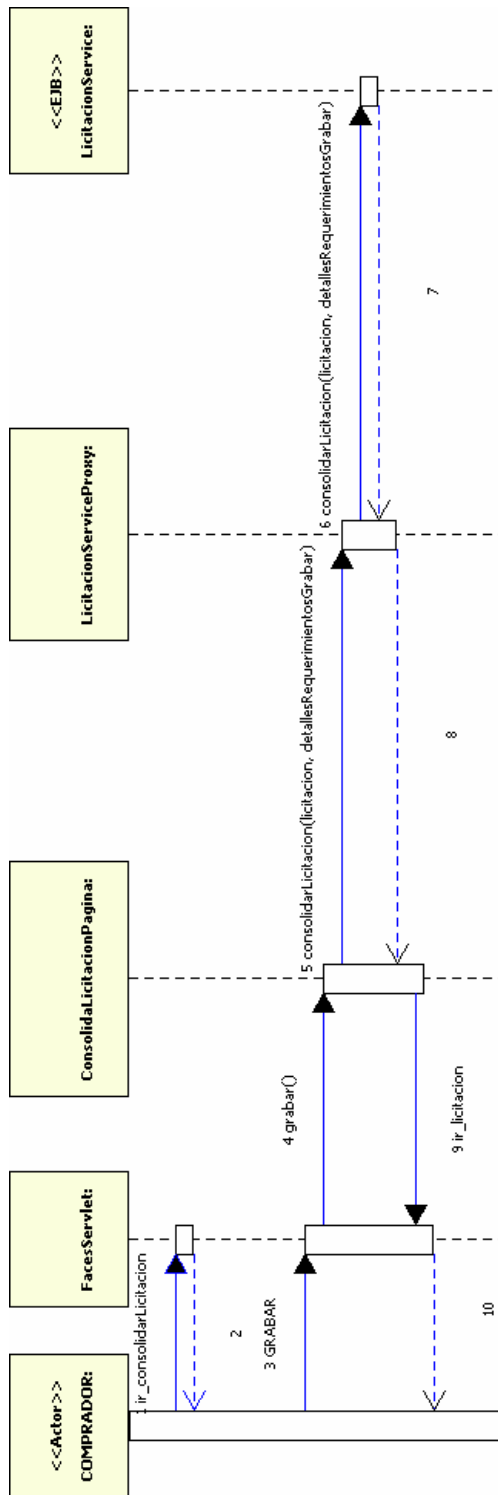 <<Actor>>
COMPRADOR:
FacesServlet:
ConsolidaLicitacionPagina:
LicitacionServiceProxy:
<<EJB>>
LicitacionService:
1 ir_consolidarLicitacion
2
3 GRABAR
4 grabar()
5 consolidarLicitacion(licitacion, detallesRequerimientosGrabar)
6 consolidarLicitacion(licitacion, detallesRequerimientosGrabar)
7
8
9 ir_licitacion
10